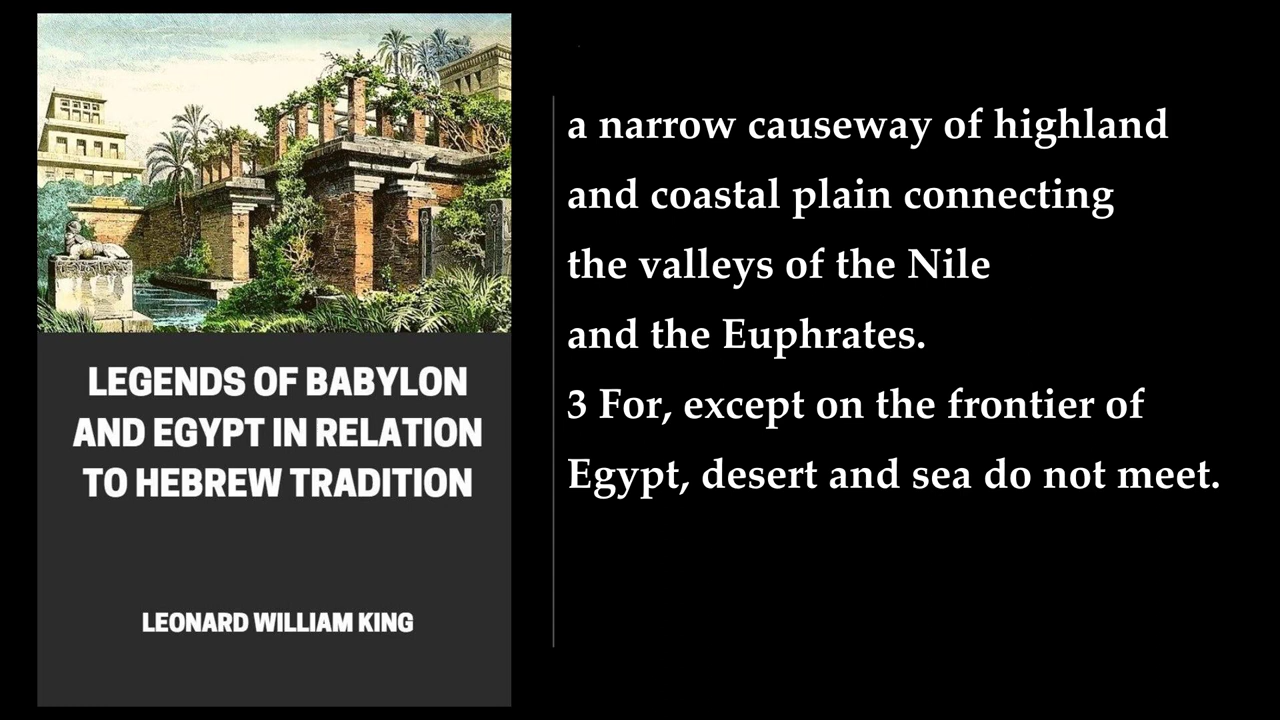 LEGENDS OF BABYLON
AND EGYPT IN RELATION
TO HEBREW TRADITION
LEONARD WILLIAM KING
a narrow causeway of highland
and coastal plain connecting
the valleys of the Nile
and the Euphrates.
3 For, except on the frontier of
Egypt, desert and sea do not meet.